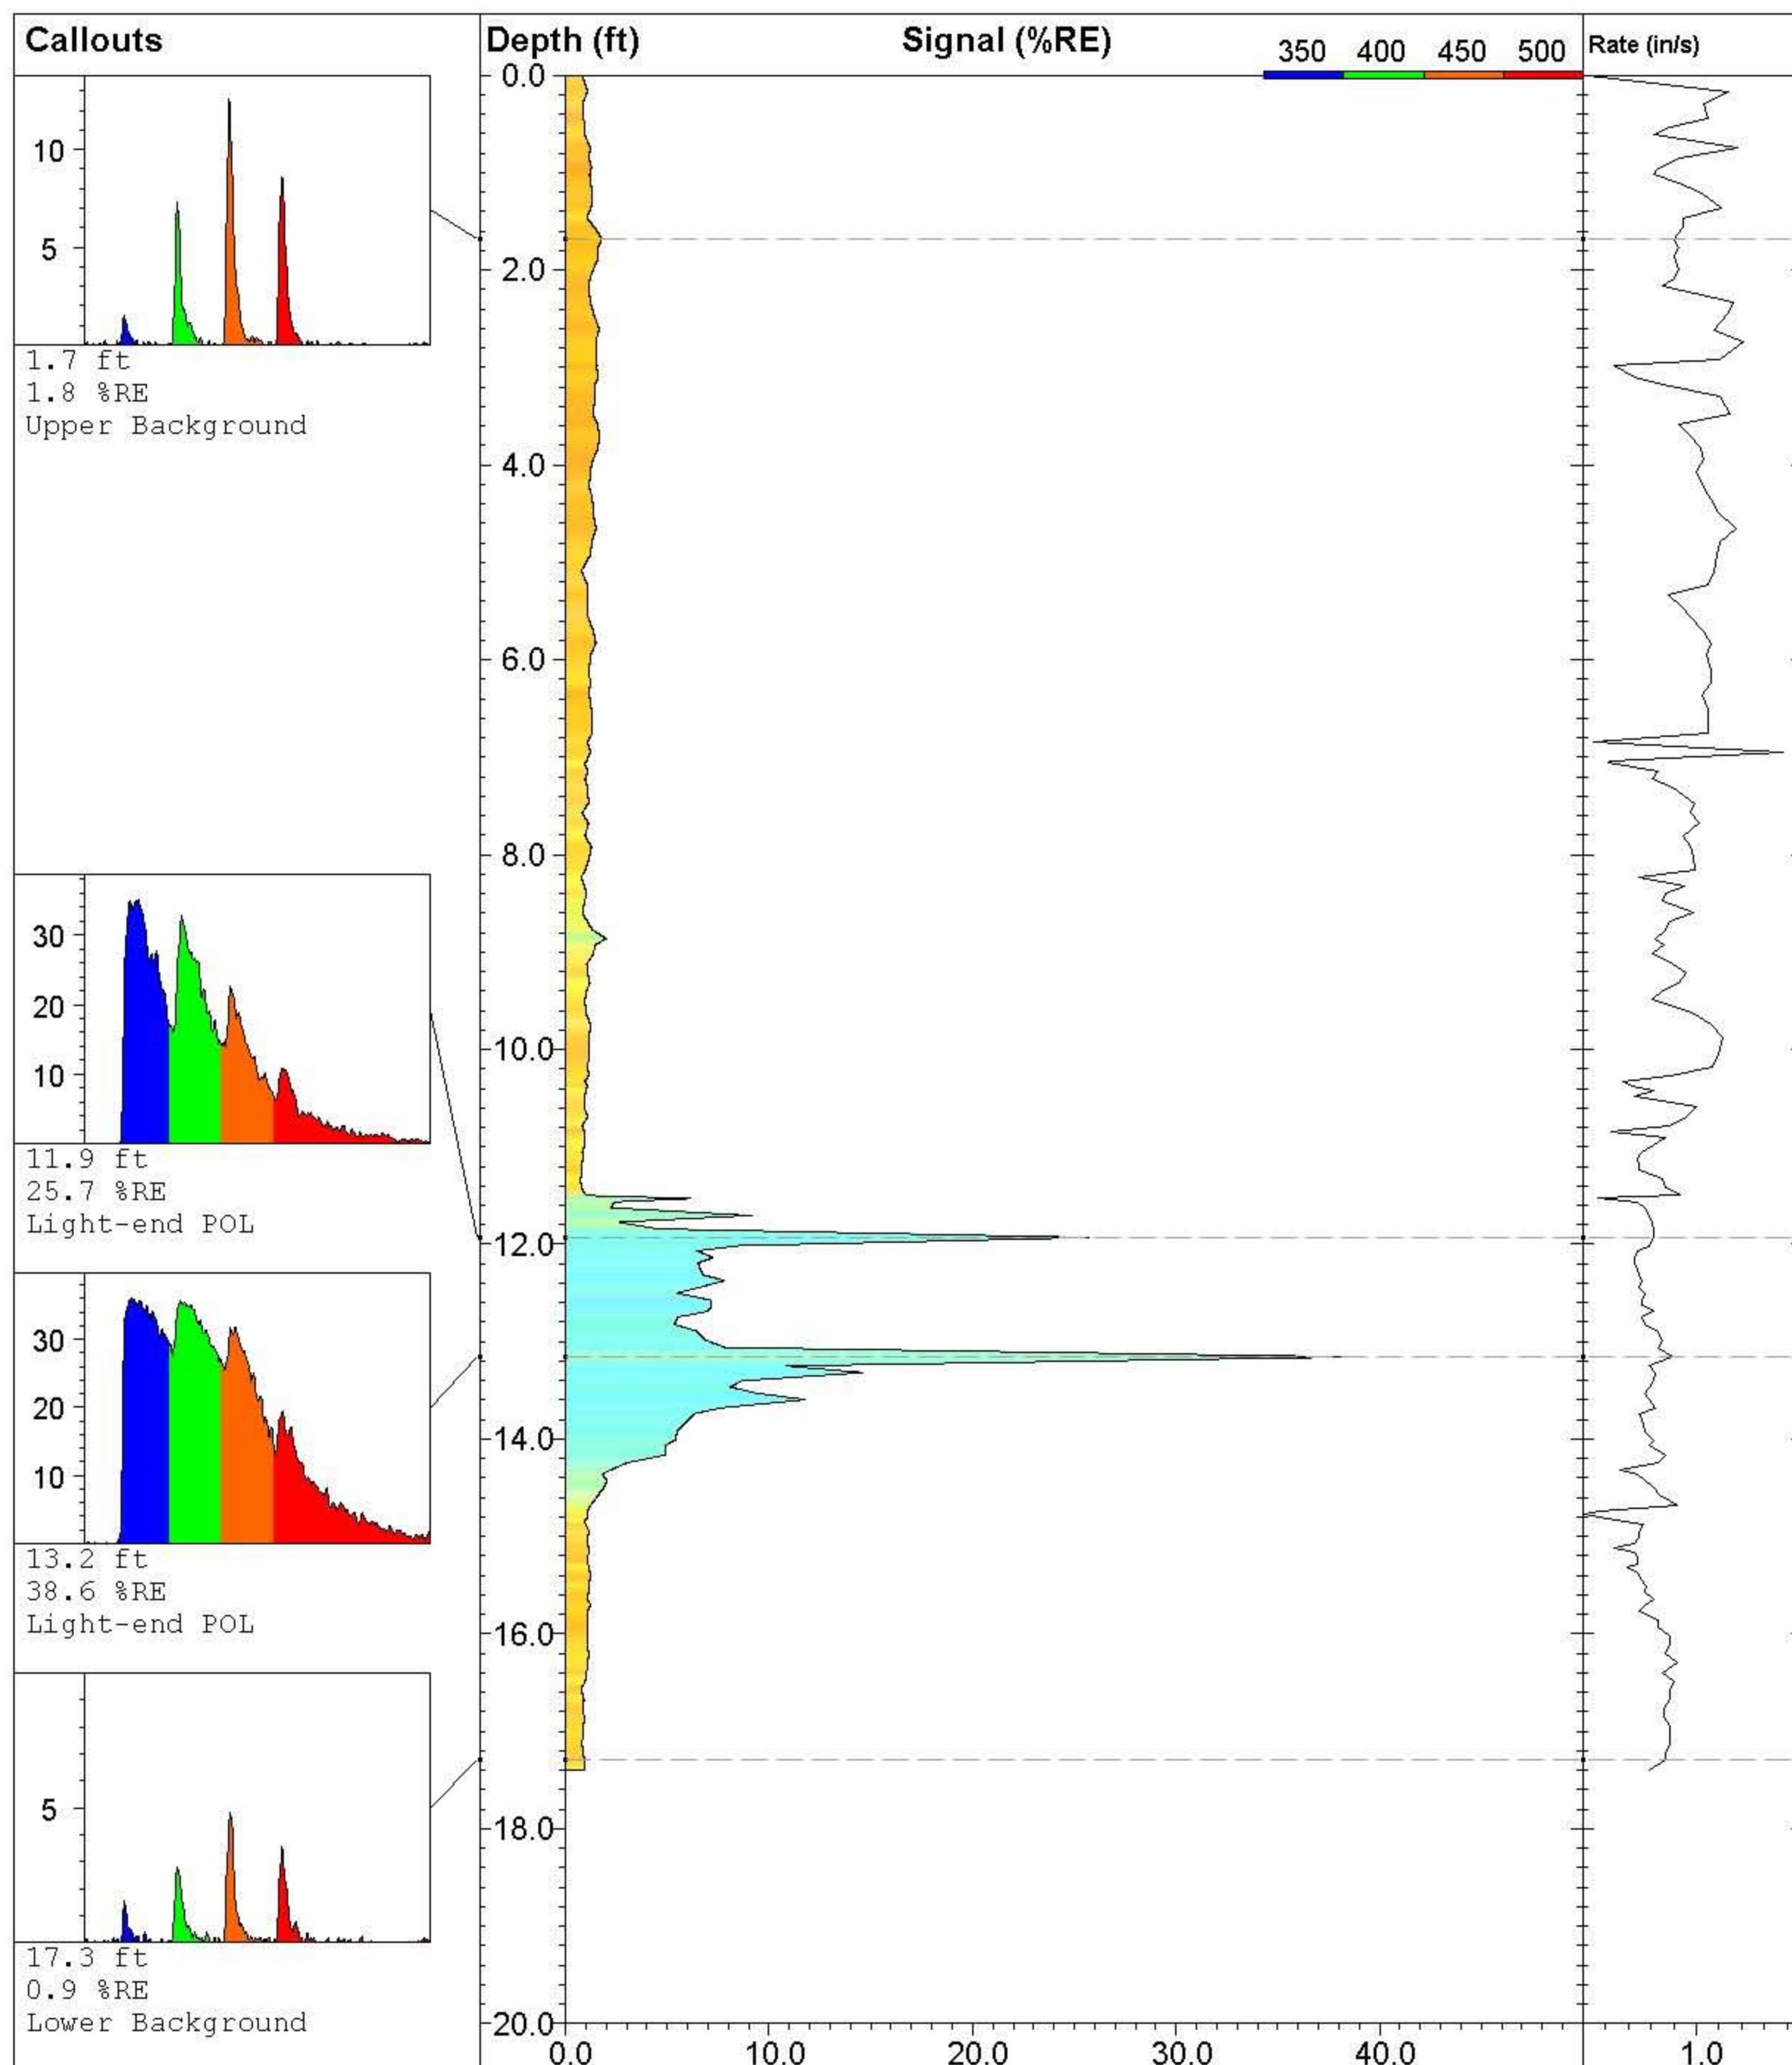 Callouts
Depth (ft)
Signal (%RE)
350 400 450 500
Rate (in/s)
10
5
1.7 ft
1.8 %RE
Upper Background
30
20
10
11.9 ft
25.7 %RE
Light-end POL
30
20
10
13.2 ft
38.6 %RE
Light-end POL
5
17.3 ft
0.9 %RE
Lower Background
0.0
2.0
4.0
6.0
8.0
10.0
12.0
14.0
16.0
18.0
20.0
0.0 10.0 20.0 30.0 40.0
1.0